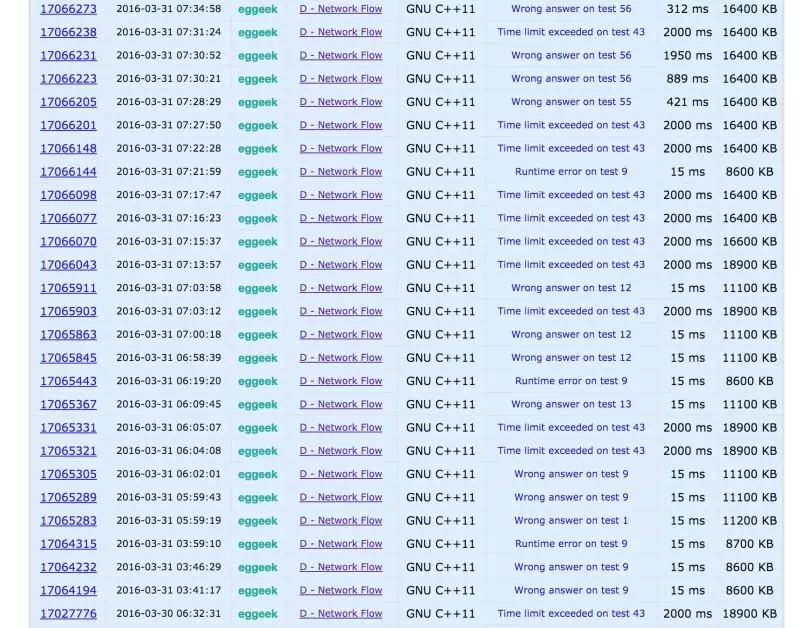 17066273 2016-03-31 07:34:58 eggeek D - Network Flow GNU C++11 Wrong answer on test 56 312 ms 16400 KB
17066238 2016-03-31 07:31:24 eggeek D - Network Flow GNU C++11 Time limit exceeded on test 43 2000 ms 16400 KB
17066231 2016-03-31 07:30:52 eggeek D - Network Flow GNU C++11 Wrong answer on test 56 1950 ms 16400 KB
17066223 2016-03-31 07:30:21 eggeek D - Network Flow GNU C++11 Wrong answer on test 56 889 ms 16400 KB
17066205 2016-03-31 07:28:29 eggeek D - Network Flow GNU C++11 Wrong answer on test 55 421 ms 16400 KB
17066201 2016-03-31 07:27:50 eggeek D - Network Flow GNU C++11 Time limit exceeded on test 43 2000 ms 16400 KB
17066148 2016-03-31 07:22:28 eggeek D - Network Flow GNU C++11 Time limit exceeded on test 43 2000 ms 16400 KB
17066144 2016-03-31 07:21:59 eggeek D - Network Flow GNU C++11 Runtime error on test 9 15 ms 8600 KB
17066098 2016-03-31 07:17:47 eggeek D - Network Flow GNU C++11 Time limit exceeded on test 43 2000 ms 16400 KB
17066077 2016-03-31 07:16:23 eggeek D - Network Flow GNU C++11 Time limit exceeded on test 43 2000 ms 16400 KB
17066070 2016-03-31 07:15:37 eggeek D - Network Flow GNU C++11 Time limit exceeded on test 43 2000 ms 16600 KB
17066043 2016-03-31 07:13:57 eggeek D - Network Flow GNU C++11 Time limit exceeded on test 43 2000 ms 18900 KB
17065911 2016-03-31 07:03:58 eggeek D - Network Flow GNU C++11 Wrong answer on test 12 15 ms 11100 KB
17065903 2016-03-31 07:03:12 eggeek D - Network Flow GNU C++11 Time limit exceeded on test 43 2000 ms 18900 KB
17065863 2016-03-31 07:00:18 eggeek D - Network Flow GNU C++11 Wrong answer on test 12 15 ms 11100 KB
17065845 2016-03-31 06:58:39 eggeek D - Network Flow GNU C++11 Wrong answer on test 12 15 ms 11100 KB
17065443 2016-03-31 06:19:20 eggeek D - Network Flow GNU C++11 Runtime error on test 9 15 ms 8600 KB
17065367 2016-03-31 06:09:45 eggeek D - Network Flow GNU C++11 Wrong answer on test 13 15 ms 11100 KB
17065331 2016-03-31 06:05:07 eggeek D - Network Flow GNU C++11 Time limit exceeded on test 43 2000 ms 18900 KB
17065321 2016-03-31 06:04:08 eggeek D - Network Flow GNU C++11 Time limit exceeded on test 43 2000 ms 18900 KB
17065305 2016-03-31 06:02:01 eggeek D - Network Flow GNU C++11 Wrong answer on test 9 15 ms 11100 KB
17065289 2016-03-31 05:59:43 eggeek D - Network Flow GNU C++11 Wrong answer on test 9 15 ms 11100 KB
17065283 2016-03-31 05:59:19 eggeek D - Network Flow GNU C++11 Wrong answer on test 1 15 ms 11200 KB
17064315 2016-03-31 03:59:10 eggeek D - Network Flow GNU C++11 Runtime error on test 9 15 ms 8700 KB
17064232 2016-03-31 03:46:29 eggeek D - Network Flow GNU C++11 Wrong answer on test 9 15 ms 8600 KB
17064194 2016-03-31 03:41:17 eggeek D - Network Flow GNU C++11 Wrong answer on test 9 15 ms 8600 KB
17027776 2016-03-30 06:32:31 eggeek D - Network Flow GNU C++11 Time limit exceeded on test 43 2000 ms 18900 KB